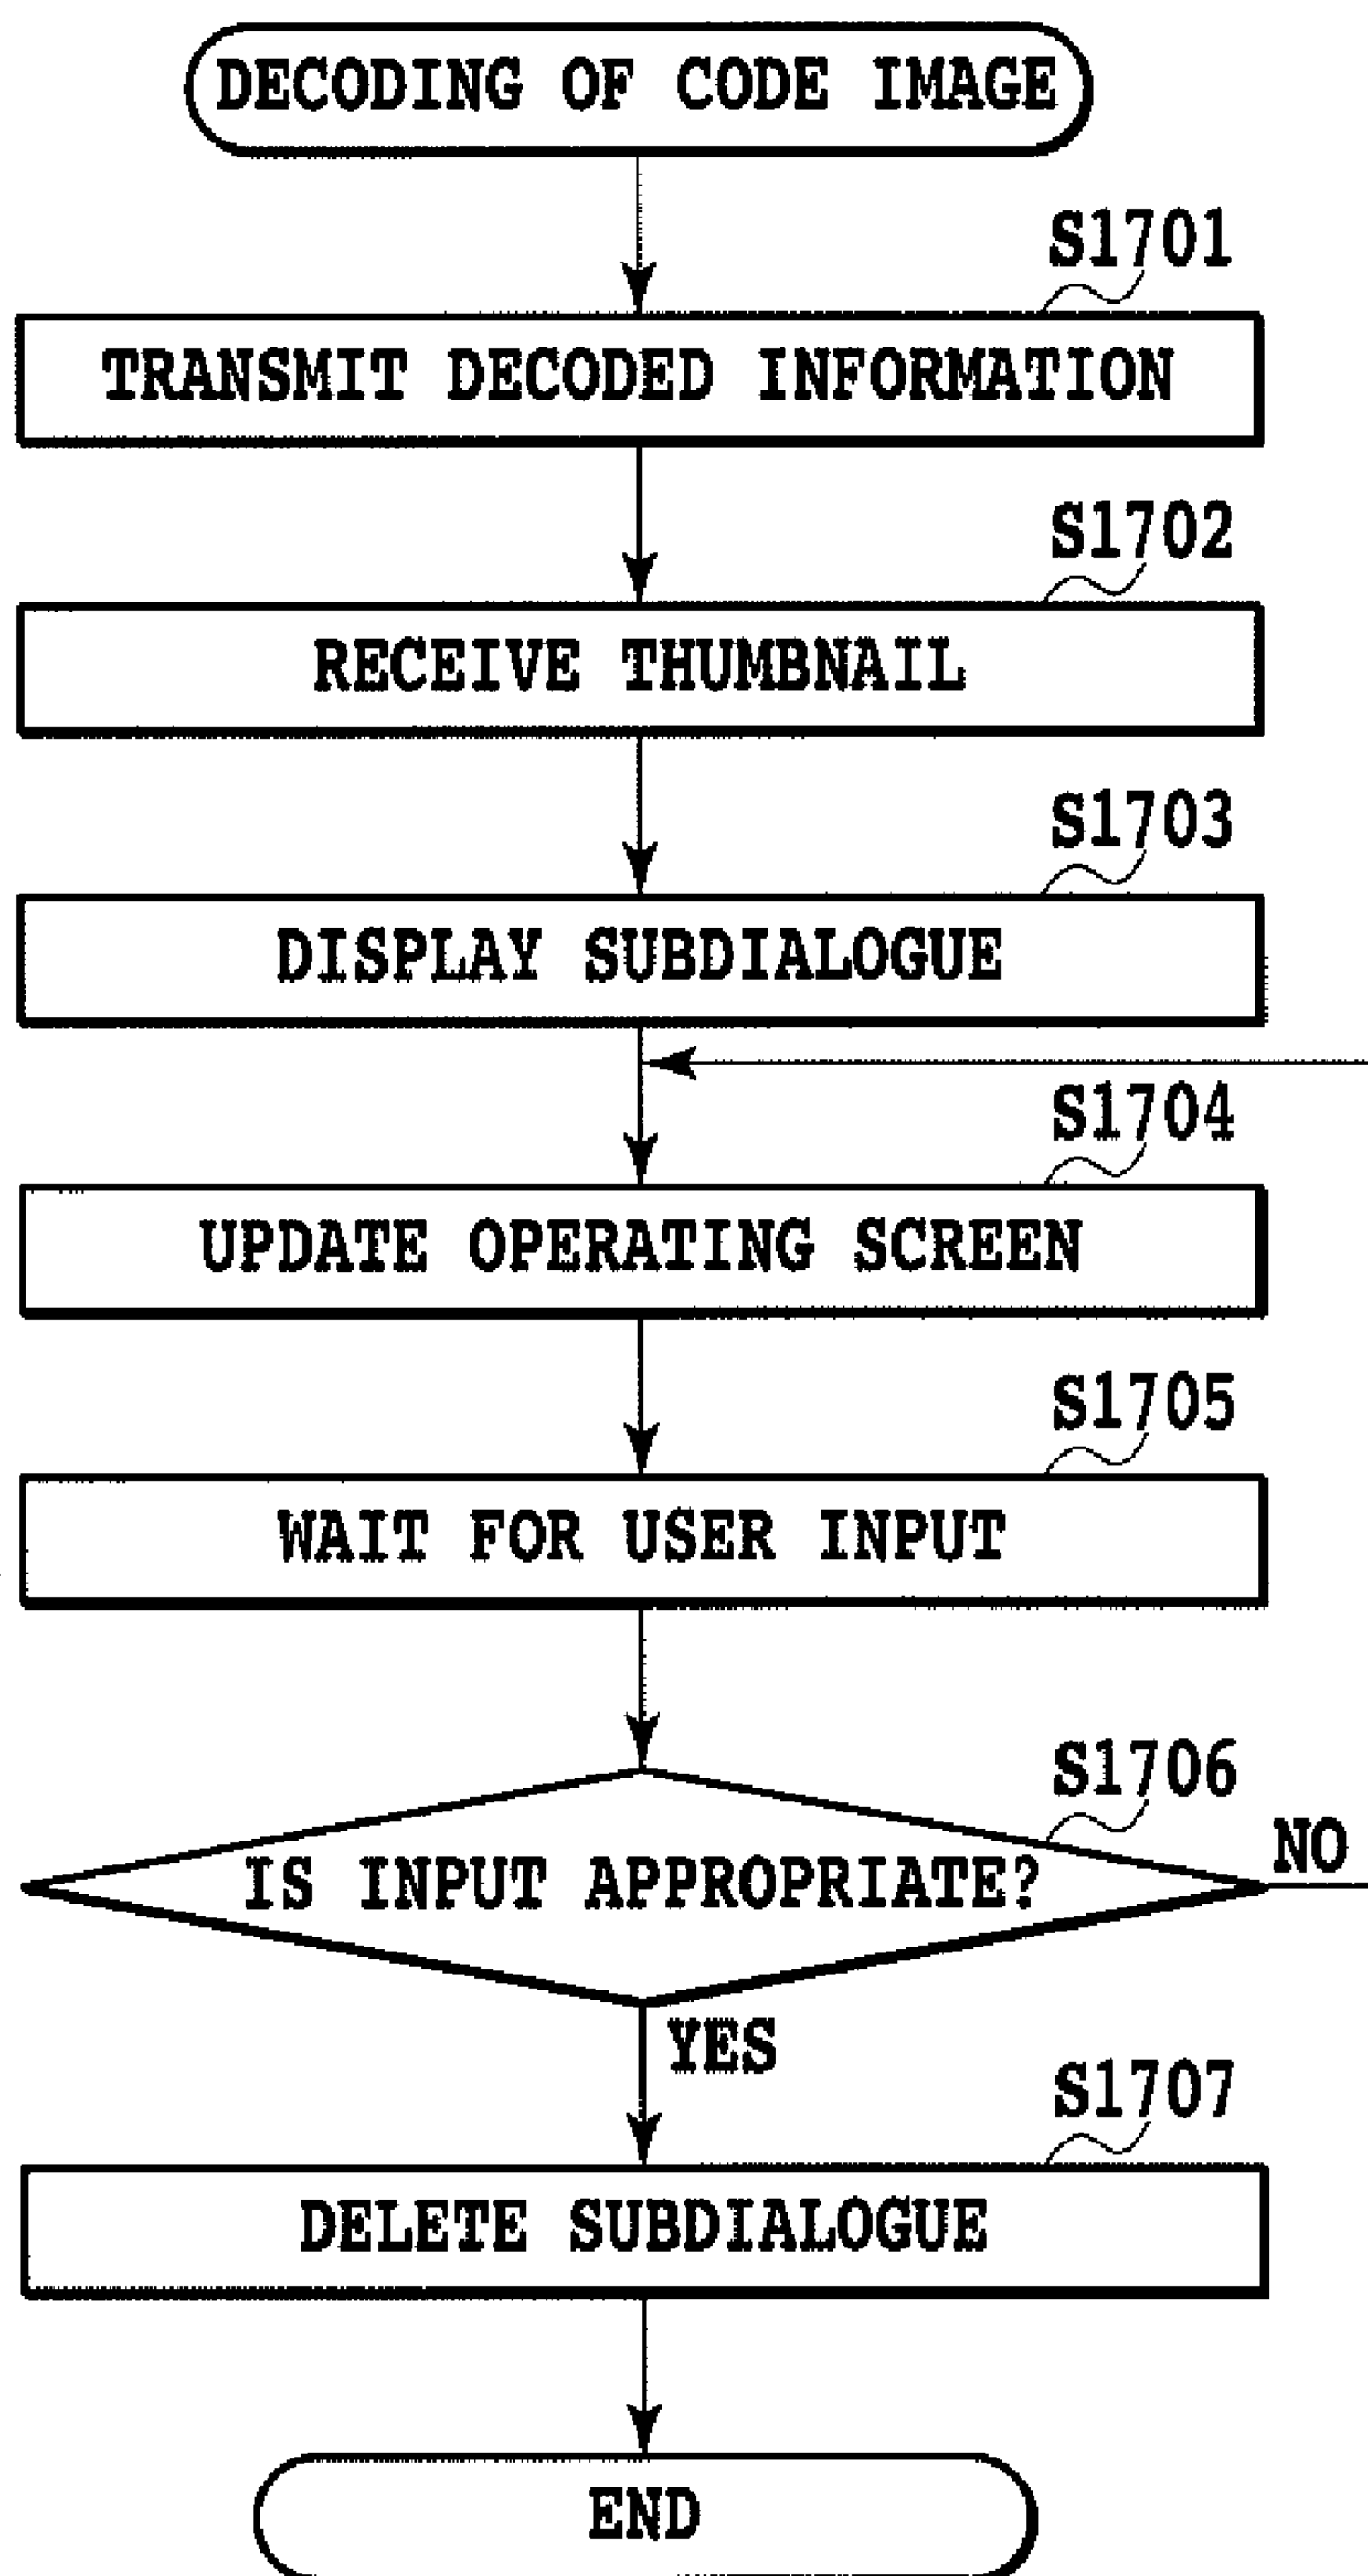 DECODING OF CODE IMAGE
S1701
TRANSMIT DECODED INFORMATION
S1702
RECEIVE THUMBNAIL
S1703
DISPLAY SUBDIALOGUE
S1704
UPDATE OPERATING SCREEN
S1705
WAIT FOR USER INPUT
S1706
IS INPUT APPROPRIATE?
NO
YES
S1707
DELETE SUBDIALOGUE
END